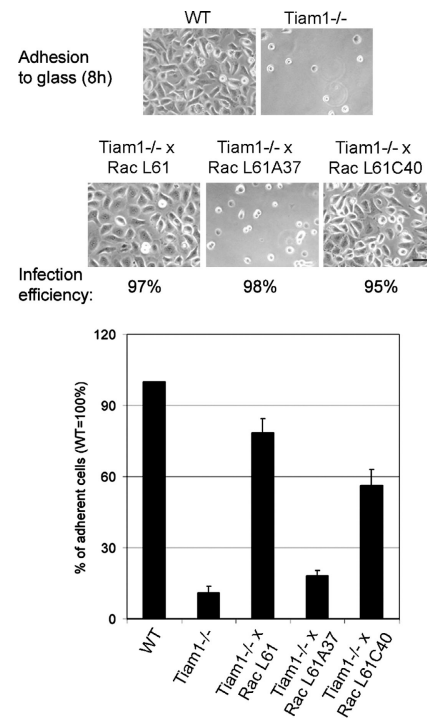 WT Tiam1-/-
Adhesion
to glass (8h)
Tiam1-/- x Tiam1-/- x Tiam1-/- x
Rac L61 Rac L61A37 Rac L61C40
Infection
efficiency: 97% 98% 95%
120
90
60
30
0
% of adherent cells (WT=100%)
WT
Tiam1-/-
Tiam1-/- x
Rac L61
Tiam1-/- x
Rac L61A37
Tiam1-/- x
Rac L61C40